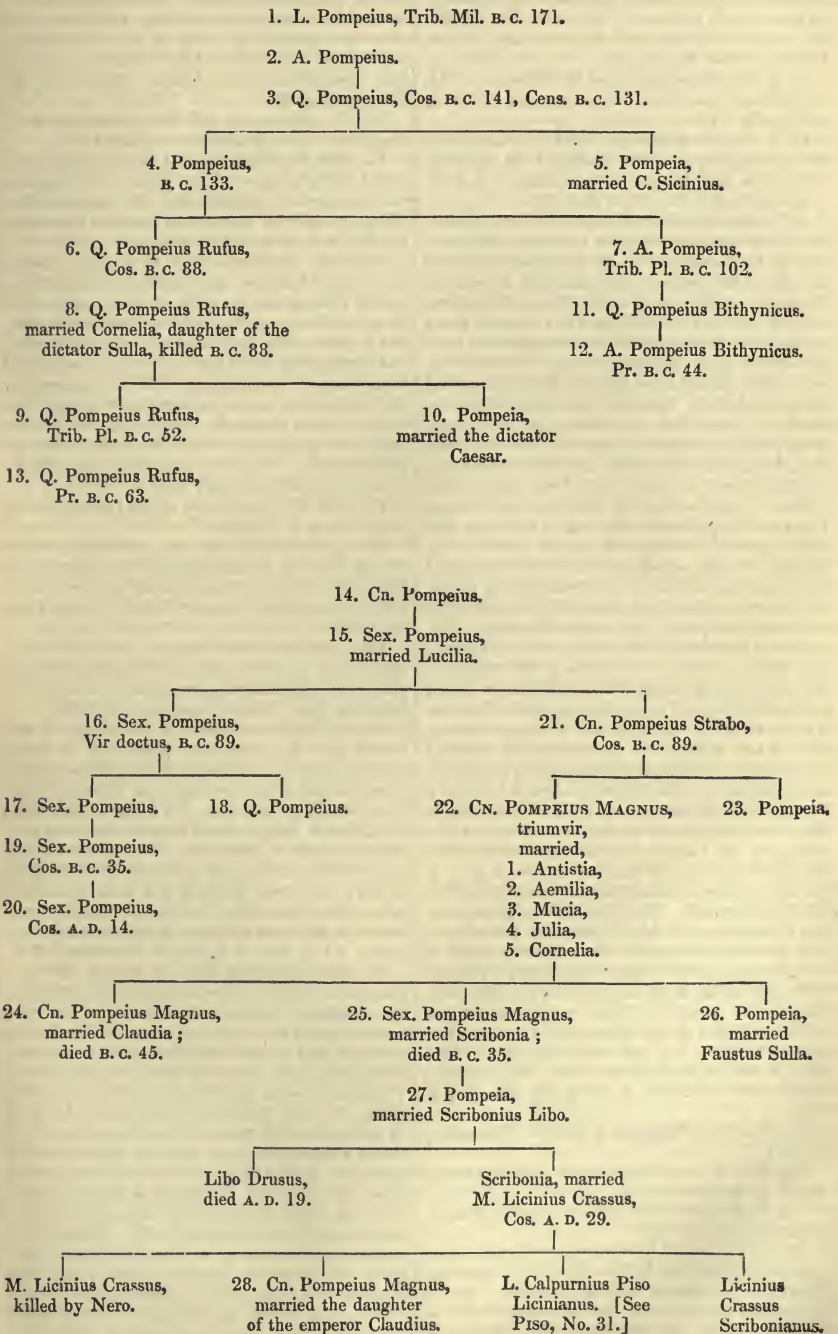 1. L. Pompeius, Trib. Mil. B. C. 171.
2. A. Pompeius.
3. Q. Pompeius, Cos. B. C. 141, Cens. B. C. 131.
4. Pompeius,
B. C. 133.
5. Pompeia,
married C. Sicinius.
6. Q. Pompeius Rufus,
Cos. B. C. 88.
7. A. Pompeius,
Trib. Pl. B. C. 102.
8. Q. Pompeius Rufus,
married Cornelia, daughter of the
dictator Sulla, killed B. C. 88.
11. Q. Pompeius Bithynicus.
12. A. Pompeius Bithynicus.
Pr. B. C. 44.
9. Q. Pompeius Rufus,
Trib. Pl. B. C. 52.
10. Pompeia,
married the dictator
Caesar.
13. Q. Pompeius Rufus,
Pr. B. C. 63.
14. Cn. Pompeius.
15. Sex. Pompeius,
married Lucilia.
16. Sex. Pompeius,
Vir doctus, B. C. 89.
21. Cn. Pompeius Strabo,
Cos. B. C. 89.
17. Sex. Pompeius.
18. Q. Pompeius.
22. CN. POMPEIUS MAGNUS,
triumvir,
married,
1. Antistia,
2. Aemilia,
3. Mucia,
4. Julia,
5. Cornelia.
23. Pompeia.
19. Sex. Pompeius,
Cos. B. C. 35.
20. Sex. Pompeius,
Cos. A. D. 14.
24. Cn. Pompeius Magnus,
married Claudia ;
died B. C. 45.
25. Sex. Pompeius Magnus,
married Scribonia ;
died B. C. 35.
26. Pompeia,
married
Faustus Sulla.
27. Pompeia,
married Scribonius Libo.
Libo Drusus,
died A. D. 19.
Scribonia, married
M. Licinius Crassus,
Cos. A. D. 29.
M. Licinius Crassus,
killed by Nero.
28. Cn. Pompeius Magnus,
married the daughter
of the emperor Claudius.
L. Calpurnius Piso
Licinianus. [See
PISO, No. 31.]
Licinius
Crassus
Scribonianus.